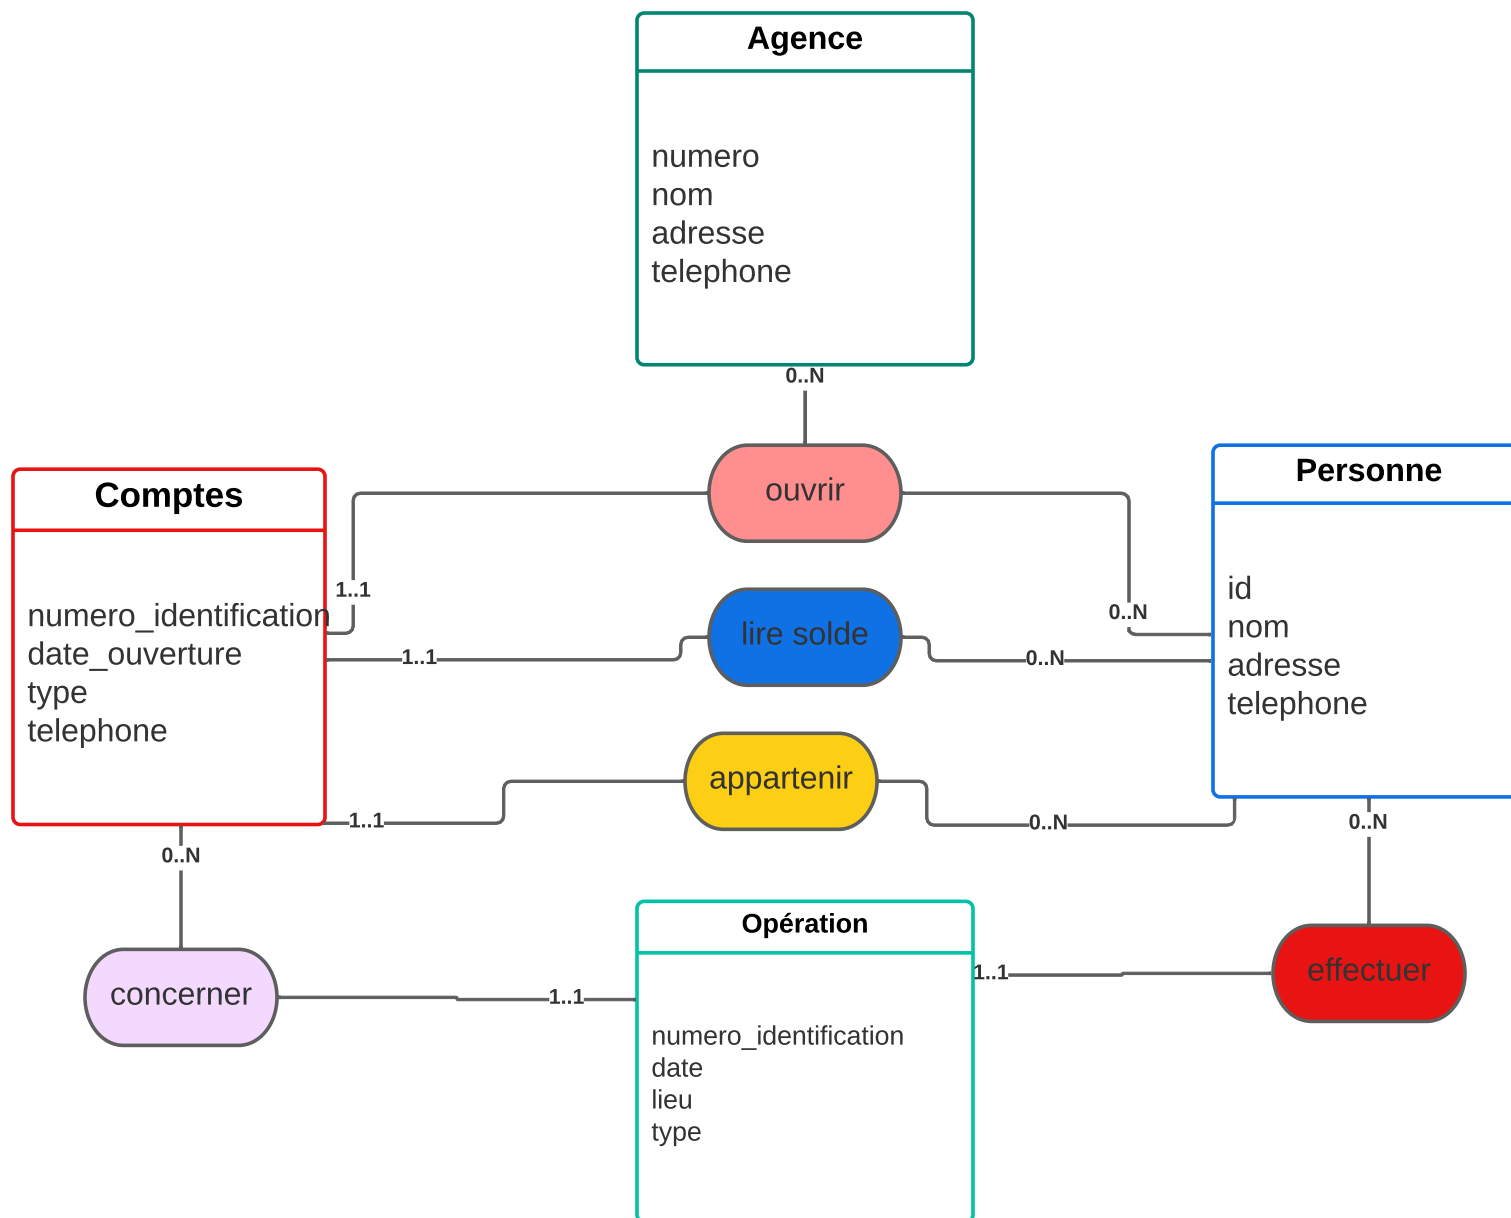 Agence
numero
nom
adresse
telephone
0..N
ouvrir
Comptes
numero_identification
date_ouverture
type
telephone
1..1
1..1
1..1
0..N
lire solde
appartenir
Personne
id
nom
adresse
telephone
0..N
0..N
0..N
0..N
concerner
1..1
Opération
numero_identification
date
lieu
type
1..1
effectuer